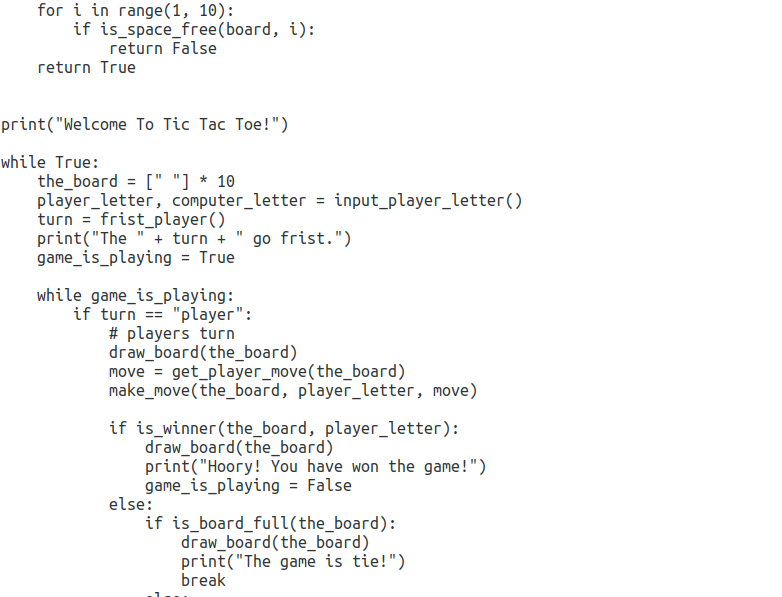 for i in range(1, 10):
        if is_space_free(board, i):
            return False
    return True
print("Welcome To Tic Tac Toe!")
while True:
    the_board = [" "] * 10
    player_letter, computer_letter = input_player_letter()
    turn = frist_player()
    print("The " + turn + " go frist.")
    game_is_playing = True
    while game_is_playing:
        if turn == "player":
            # players turn
            draw_board(the_board)
            move = get_player_move(the_board)
            make_move(the_board, player_letter, move)
            if is_winner(the_board, player_letter):
                draw_board(the_board)
                print("Hoory! You have won the game!")
                game_is_playing = False
            else:
                if is_board_full(the_board):
                    draw_board(the_board)
                    print("The game is tie!")
                    break